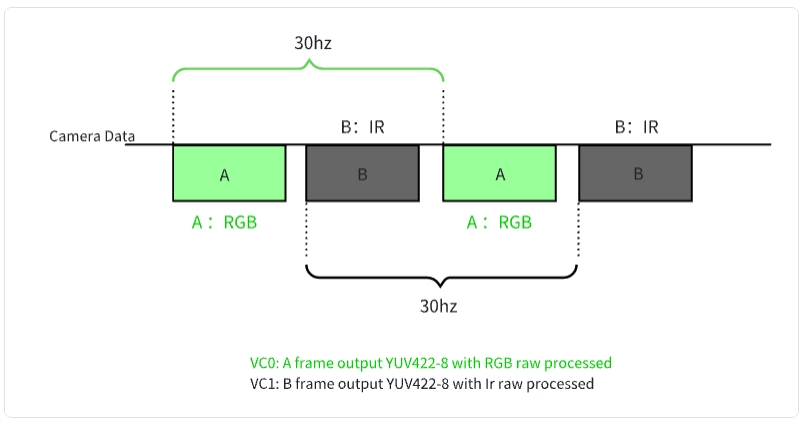 30hz
B: IR
B: IR
Camera Data
A
B
A
B
A: RGB
A: RGB
30hz
VC0: A frame output YUV422-8 with RGB raw processed
VC1: B frame output YUV422-8 with Ir raw processed